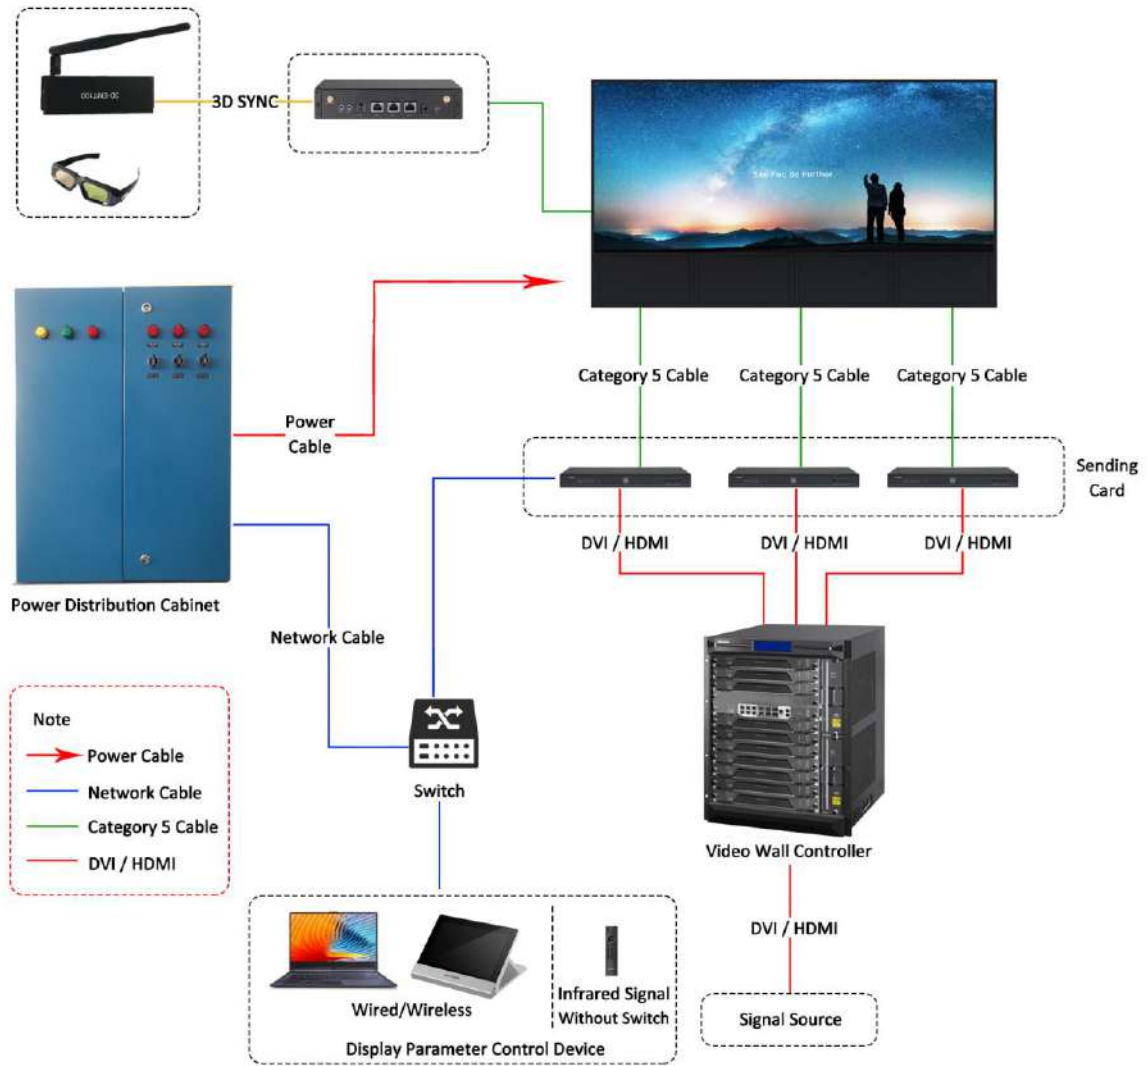 3D-EMT100
3D SYNC
See Far, Go Further
Category 5 Cable
Category 5 Cable
Category 5 Cable
Power
Cable
Sending
Card
DVI / HDMI
DVI / HDMI
DVI / HDMI
Power Distribution Cabinet
Network Cable
Note
Power Cable
Network Cable
Category 5 Cable
DVI / HDMI
Switch
Video Wall Controller
DVI / HDMI
Wired/Wireless
Infrared Signal
Without Switch
Display Parameter Control Device
Signal Source